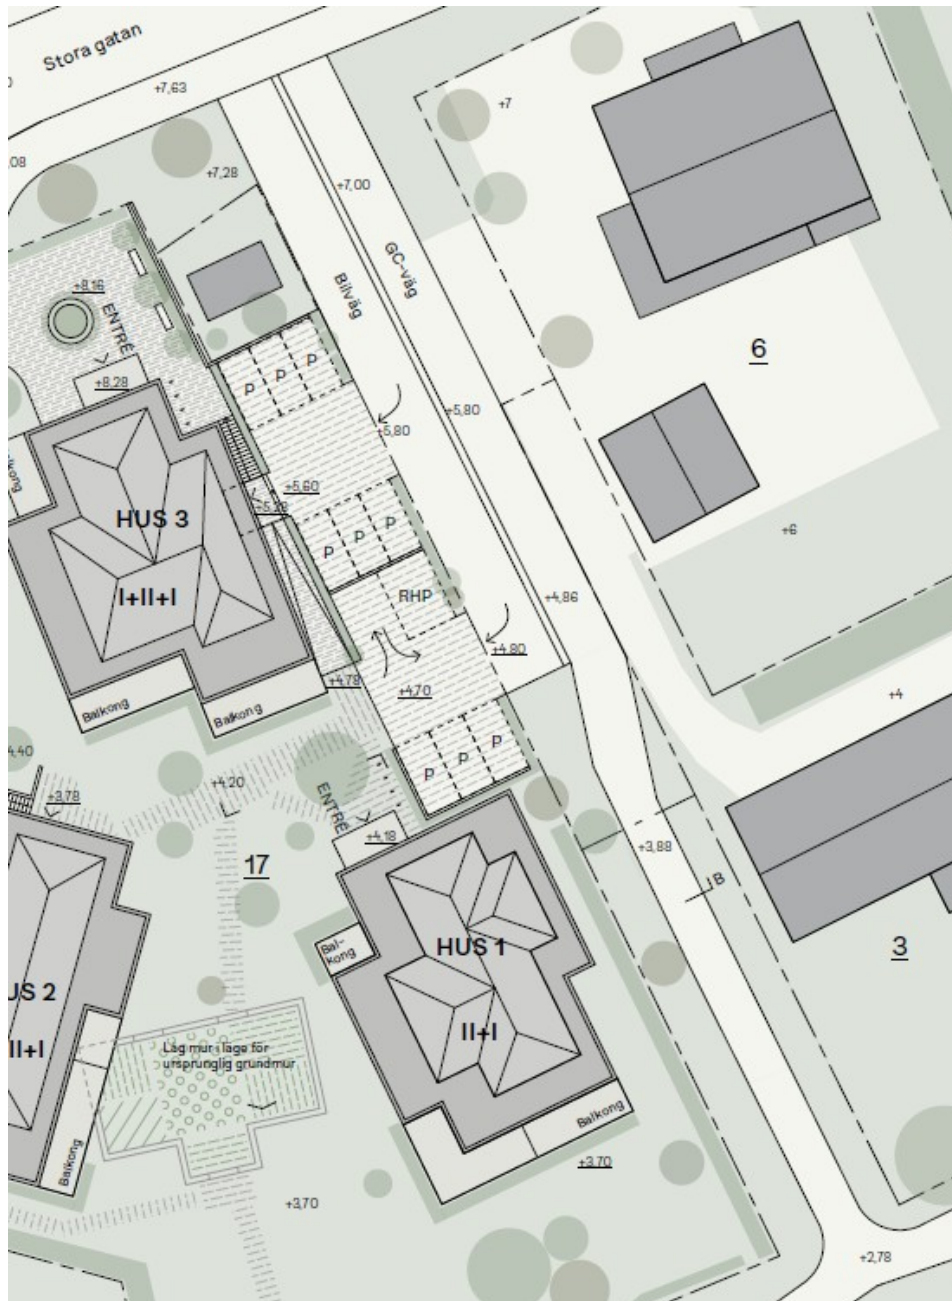 Stora gatan
+7,63
+7
,08
+7,28
+7,00
GC-väg
Bilväg
+8,16
ENTRÉ
+8,28
6
P
P
P
+5,80
+5,80
Balkong
+5,60
HUS 3
P
P
P
+6
I+II+I
RHP
+4,86
+4,80
+4,78
+4,70
+4
Balkong
Balkong
4,40
P
P
P
+4,20
+3,78
ENTRÉ
+4,18
+3,88
17
B
3
Bal-
kong
HUS 1
US 2
II+I
II+I
Låg mur i läge för
ursprunglig grundmur
Balkong
Balkong
+3,70
+3,70
+2,78